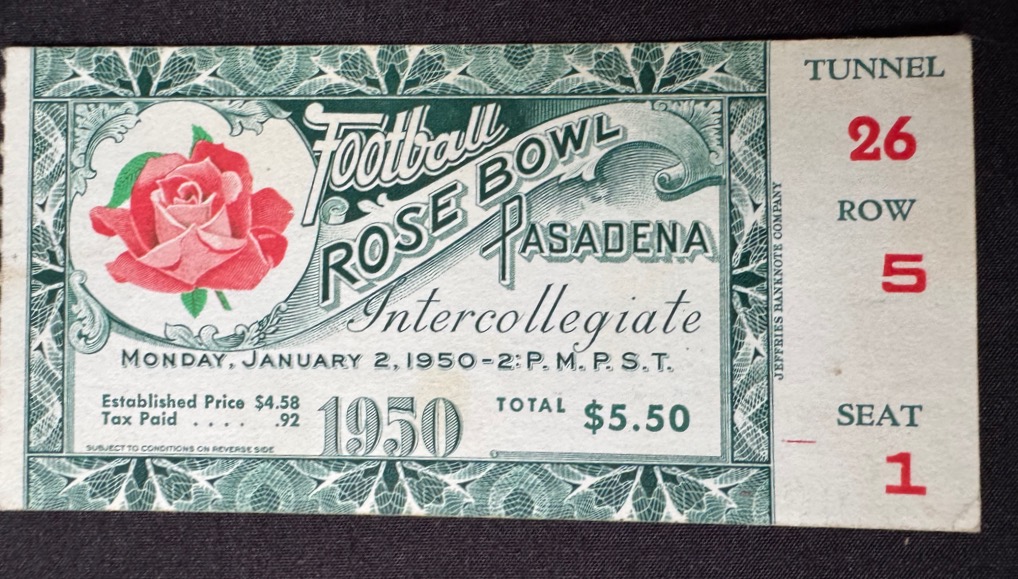 Football
ROSE BOWL
PASADENA
Intercollegiate
MONDAY, JANUARY 2, 1950-2:P.M.P.S.T.
Established Price $4.58
Tax Paid .... .92
1950
TOTAL $5.50
SUBJECT TO CONDITIONS ON REVERSE SIDE
JEFFRIES BANKNOTE COMPANY
TUNNEL
26
ROW
5
SEAT
1